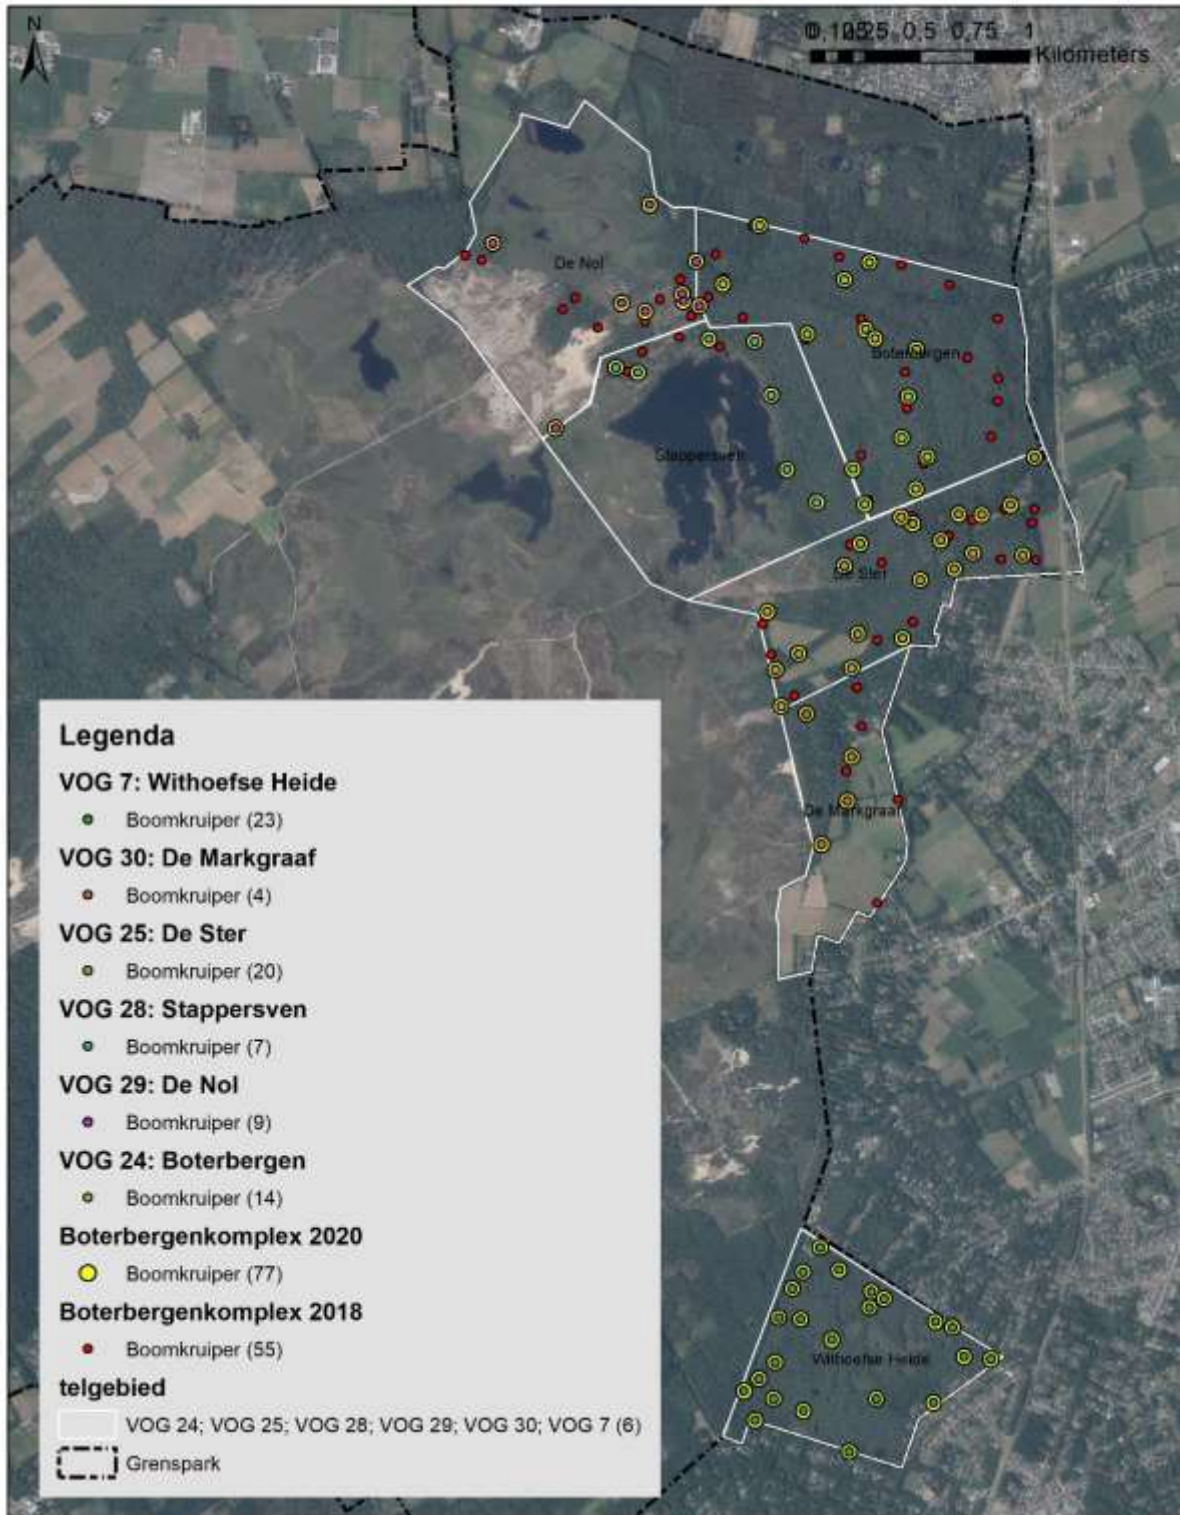 N
0,5 0,75 1
Kilometers
De Nol
Boterbergen
Stappersven
De Ster
De Markgraaf
Withoefse Heide
Legenda
VOG 7: Withoefse Heide
Boomkruiper (23)
VOG 30: De Markgraaf
Boomkruiper (4)
VOG 25: De Ster
Boomkruiper (20)
VOG 28: Stappersven
Boomkruiper (7)
VOG 29: De Nol
Boomkruiper (9)
VOG 24: Boterbergen
Boomkruiper (14)
Boterbergenkomplex 2020
Boomkruiper (77)
Boterbergenkomplex 2018
Boomkruiper (55)
telgebied
VOG 24; VOG 25; VOG 28; VOG 29; VOG 30; VOG 7 (6)
Grenspark